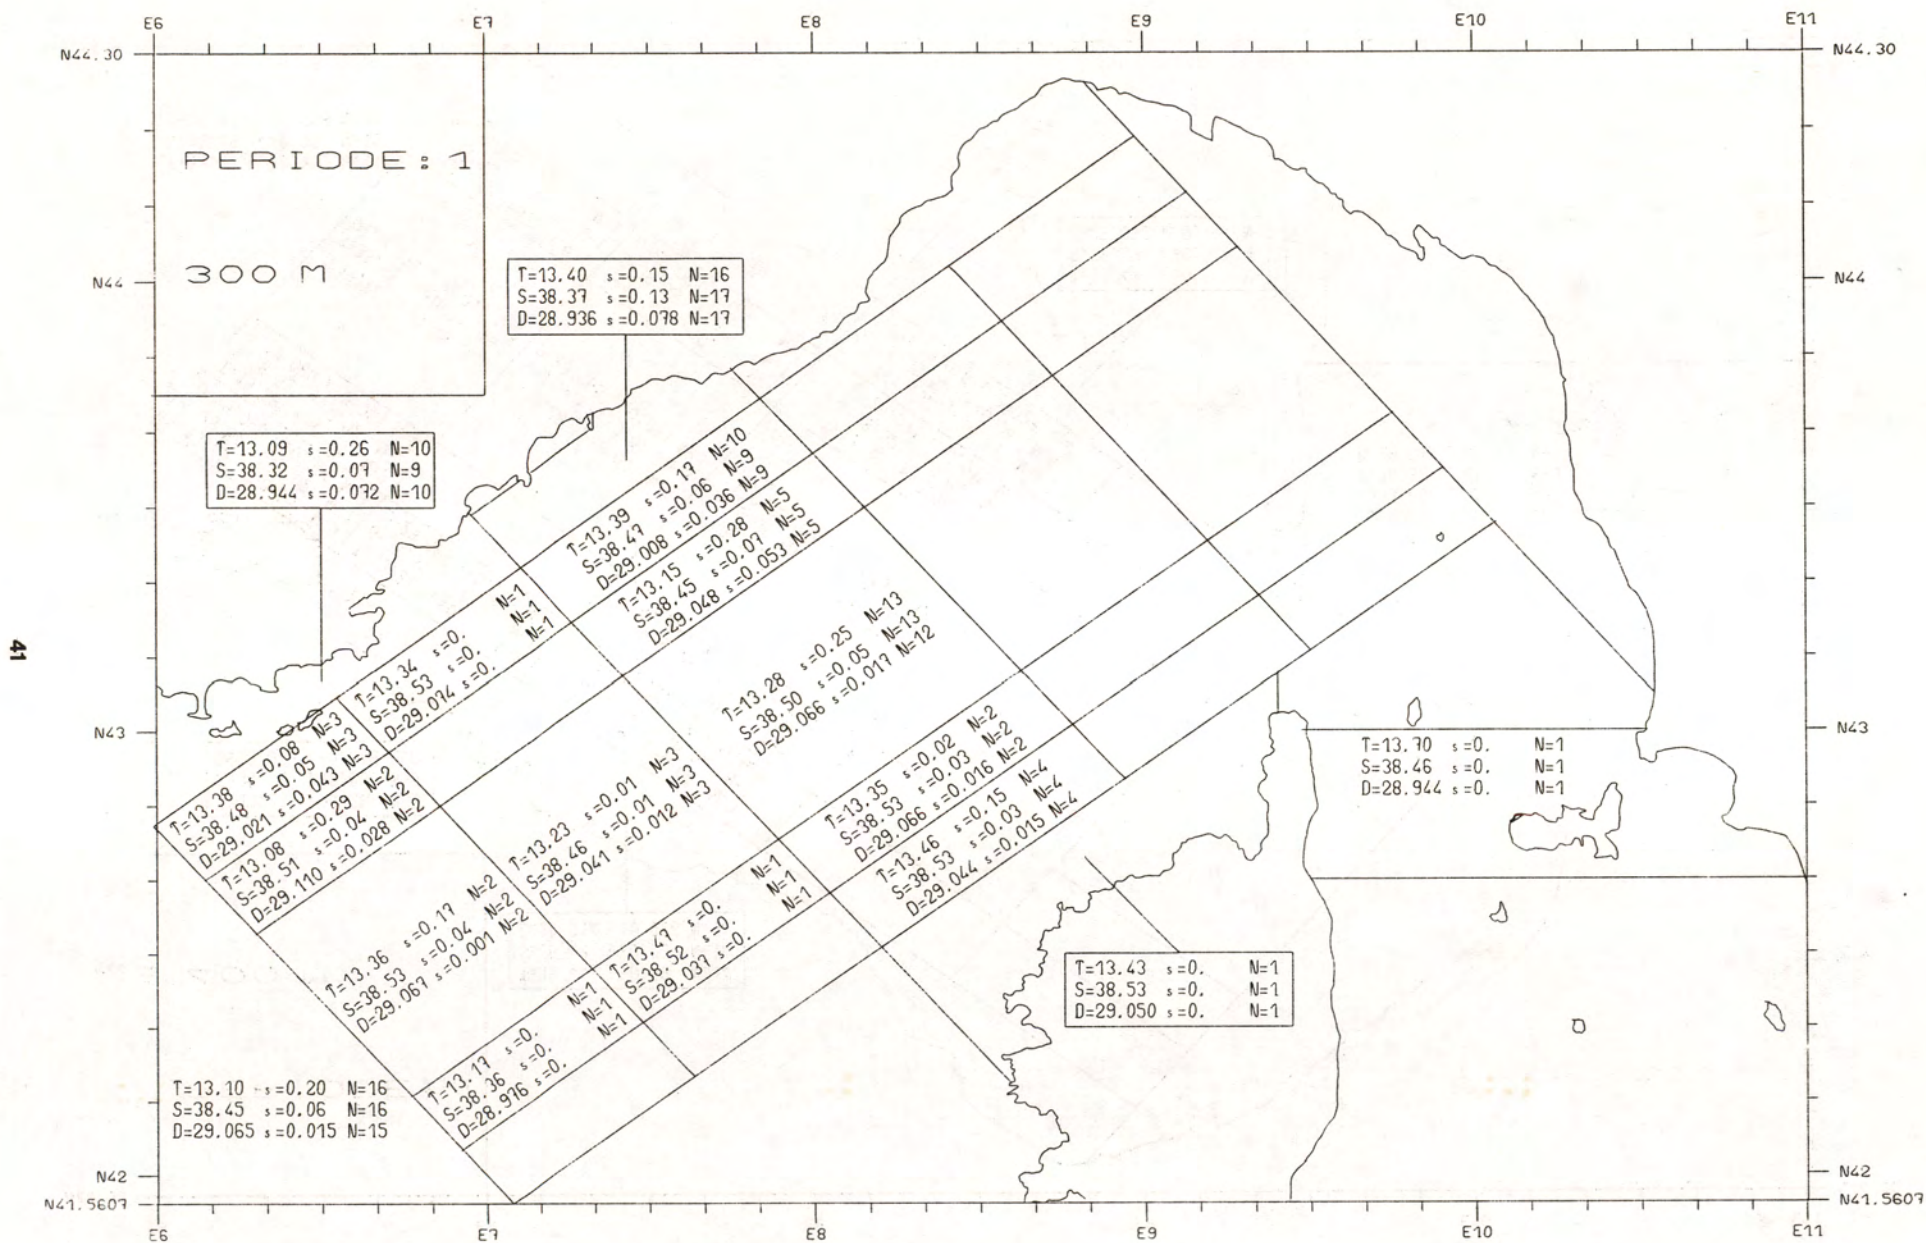 E6 E7 E8 E9 E10 E11
N44.30 N44.30
PERIODE: 1
300 M
N44 N44
T=13.40 s=0.15 N=16
S=38.37 s=0.13 N=17
D=28.936 s=0.078 N=17
T=13.09 s=0.26 N=10
S=38.32 s=0.07 N=9
D=28.944 s=0.072 N=10
T=13.39 s=0.17 N=10
S=38.47 s=0.06 N=9
D=29.008 s=0.036 N=9
T=13.15 s=0.28 N=5
S=38.45 s=0.07 N=5
D=29.048 s=0.053 N=5
T=13.34 s=0. N=1
S=38.53 s=0. N=1
D=29.074 s=0. N=1
T=13.28 s=0.25 N=13
S=38.50 s=0.05 N=13
D=29.066 s=0.017 N=12
41
N43 N43
T=13.38 s=0.08 N=3
S=38.48 s=0.05 N=3
D=29.021 s=0.043 N=3
T=13.08 s=0.29 N=2
S=38.51 s=0.04 N=2
D=29.110 s=0.028 N=2
T=13.23 s=0.01 N=3
S=38.46 s=0.01 N=3
D=29.041 s=0.012 N=3
T=13.35 s=0.02 N=2
S=38.53 s=0.03 N=2
D=29.066 s=0.016 N=2
T=13.46 s=0.15 N=4
S=38.53 s=0.03 N=4
D=29.044 s=0.015 N=4
T=13.70 s=0. N=1
S=38.46 s=0. N=1
D=28.944 s=0. N=1
T=13.36 s=0.17 N=2
S=38.53 s=0.04 N=2
D=29.067 s=0.001 N=2
T=13.47 s=0. N=1
S=38.52 s=0. N=1
D=29.037 s=0. N=1
T=13.43 s=0. N=1
S=38.53 s=0. N=1
D=29.050 s=0. N=1
T=13.17 s=0. N=1
S=38.36 s=0. N=1
D=28.976 s=0. N=1
T=13.10 s=0.20 N=16
S=38.45 s=0.06 N=16
D=29.065 s=0.015 N=15
N42 N42
N41.5607 N41.5607
E6 E7 E8 E9 E10 E11